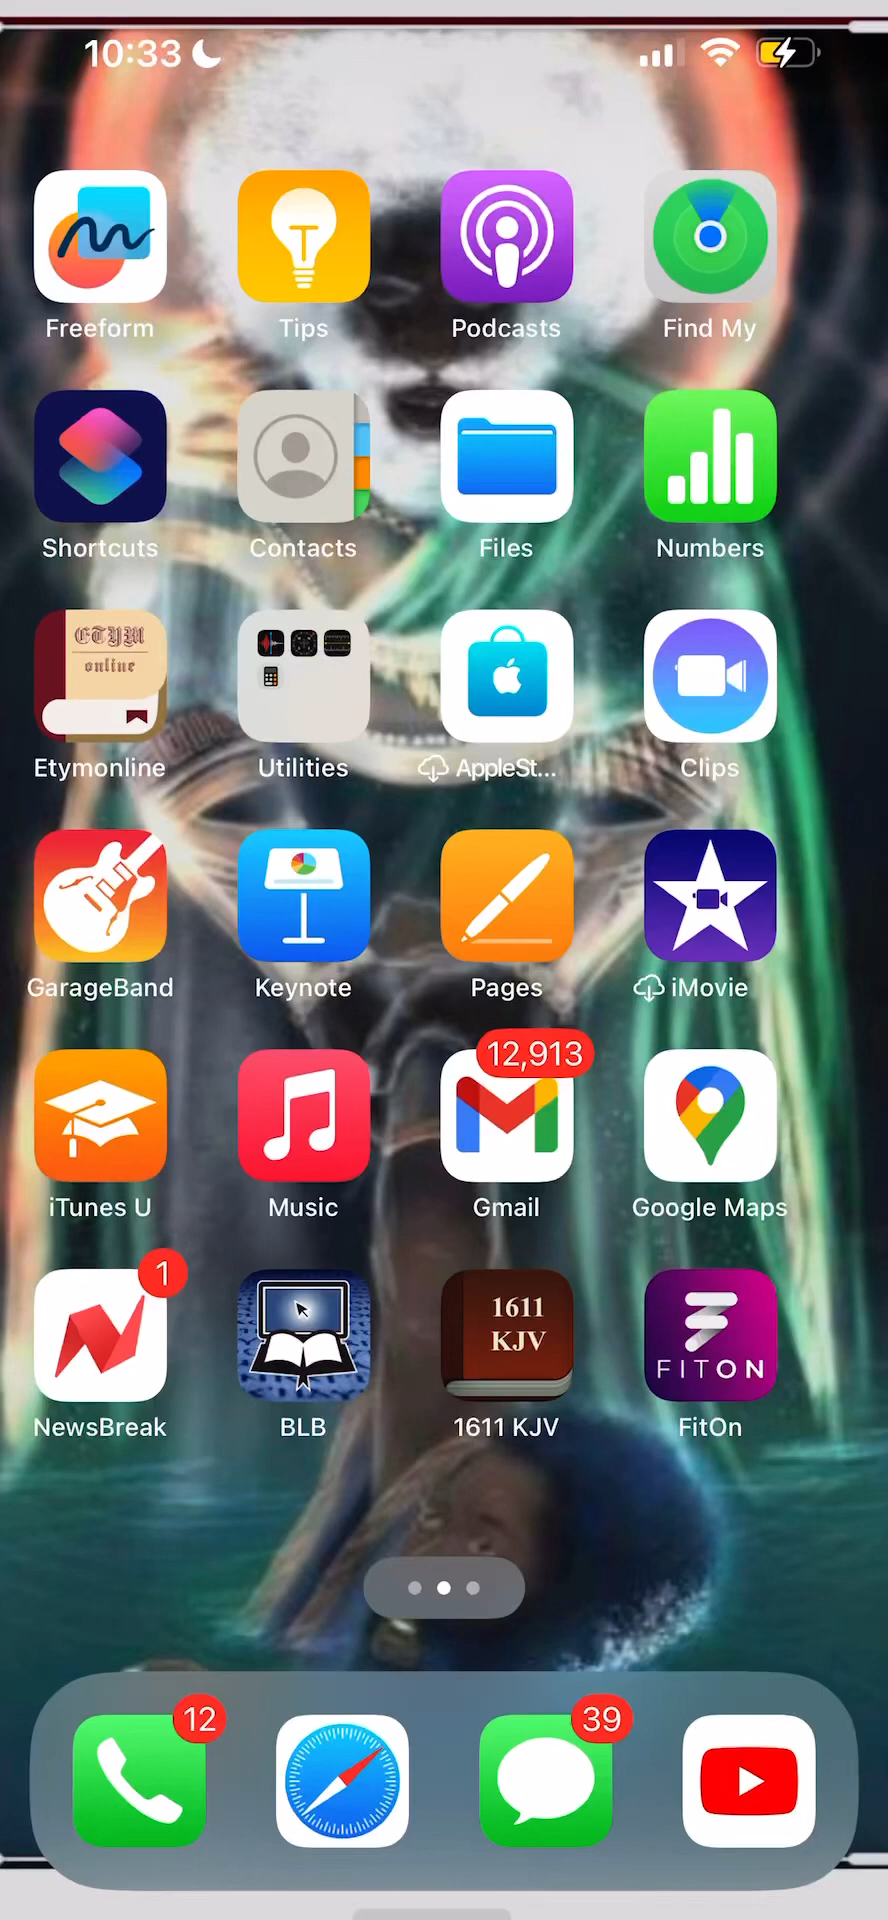 10:33
Freeform
Tips
Podcasts
Find My
Shortcuts
Contacts
Files
Numbers
ETYM
online
Etymonline
Utilities
AppleSt...
Clips
GarageBand
Keynote
Pages
iMovie
12,913
iTunes U
Music
Gmail
Google Maps
1
1611
KJV
FITON
NewsBreak
BLB
1611 KJV
FitOn
12
39